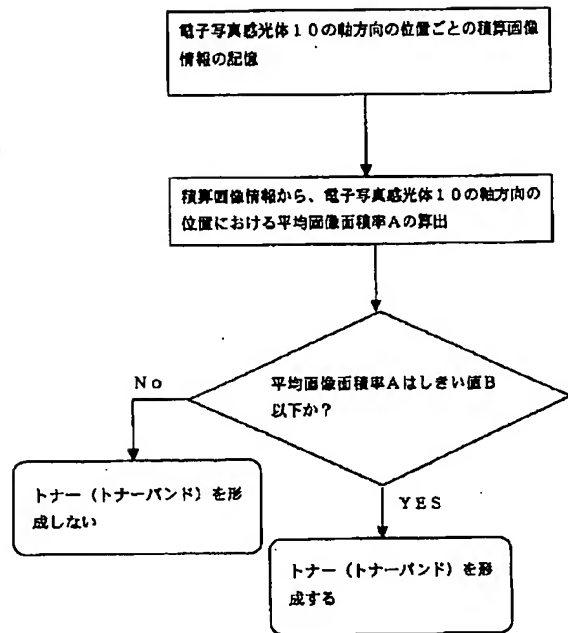 電子写真感光体10の軸方向の位置ごとの積算画像
情報の記憶
積算画像情報から、電子写真感光体10の軸方向の
位置における平均画像面積率Aの算出
平均画像面積率Aはしきい値B
以下か?
No
トナー(トナーバンド)を形
成しない
YES
トナー(トナーバンド)を形
成する